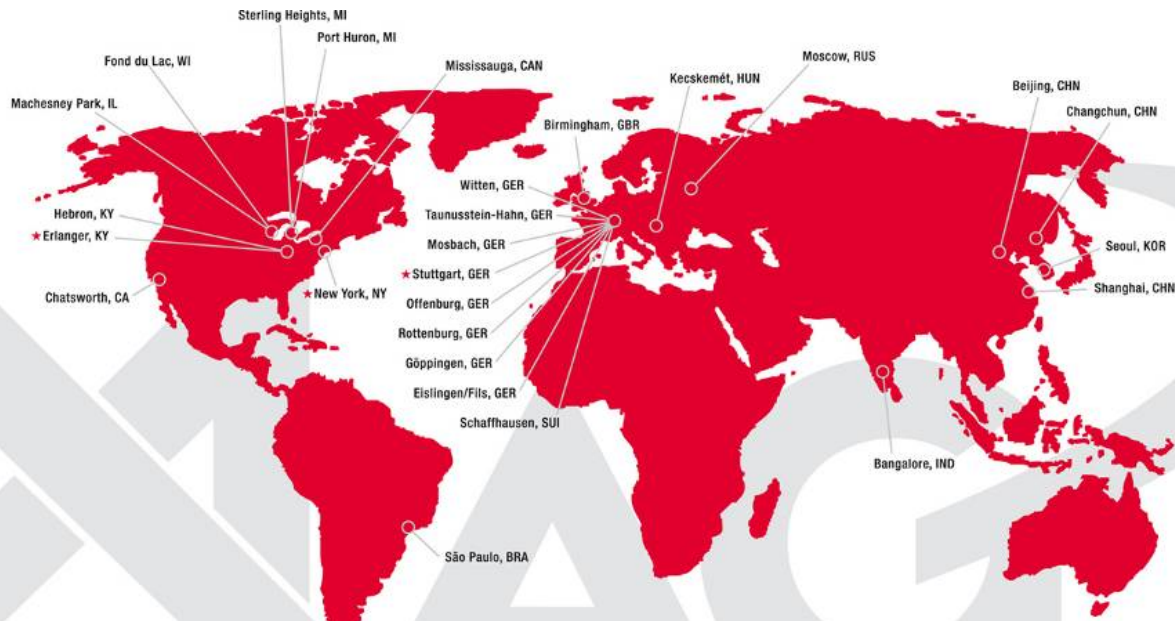 Sterling Heights, MI
Port Huron, MI
Fond du Lac, WI
Mississauga, CAN
Machesney Park, IL
Hebron, KY
★Erlanger, KY
Chatsworth, CA
★New York, NY
São Paulo, BRA
Moscow, RUS
Kecskemét, HUN
Birmingham, GBR
Witten, GER
Taunusstein-Hahn, GER
Mosbach, GER
★Stuttgart, GER
Offenburg, GER
Rottenburg, GER
Göppingen, GER
Eislingen/Fils, GER
Schaffhausen, SUI
Beijing, CHN
Changchun, CHN
Seoul, KOR
Shanghai, CHN
Bangalore, IND